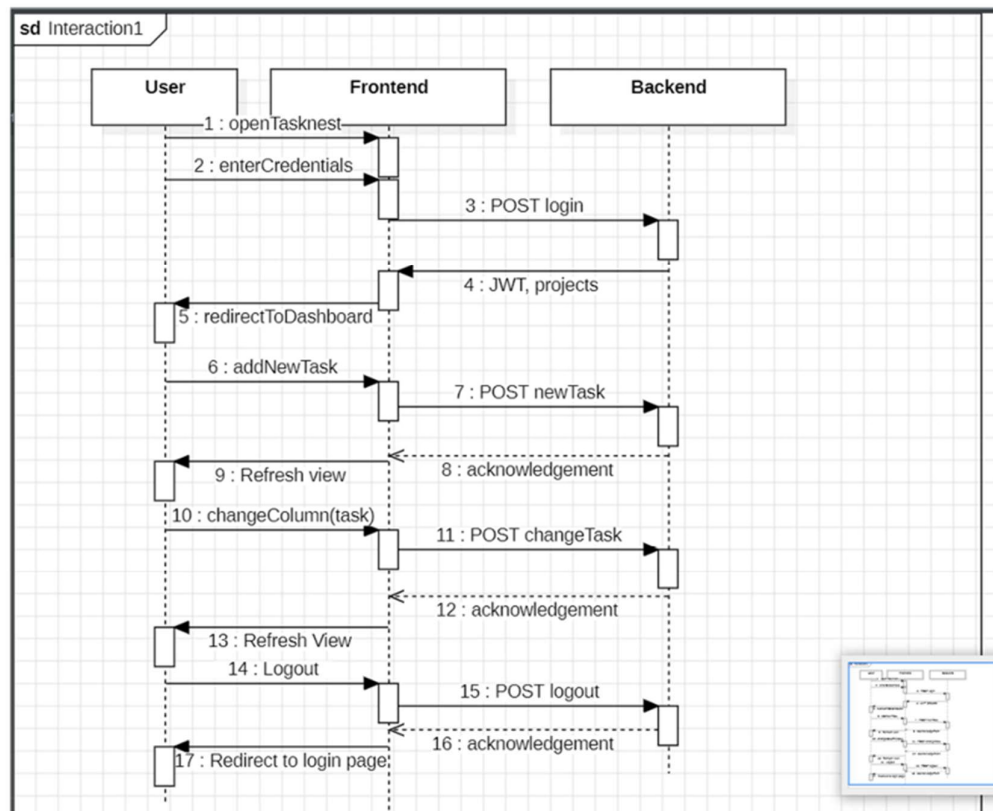 sd Interaction1
User
Frontend
Backend
1 : openTasknest
2 : enterCredentials
3 : POST login
4 : JWT, projects
5 : redirectToDashboard
6 : addNewTask
7 : POST newTask
8 : acknowledgement
9 : Refresh view
10 : changeColumn(task)
11 : POST changeTask
12 : acknowledgement
13 : Refresh View
14 : Logout
15 : POST logout
16 : acknowledgement
17 : Redirect to login page